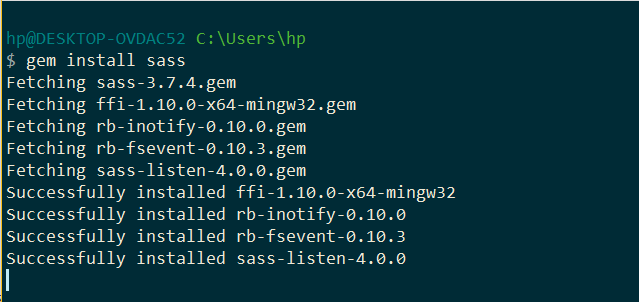 hp@DESKTOP-OVDAC52 C:\Users\hp
$ gem install sass
Fetching sass-3.7.4.gem
Fetching ffi-1.10.0-x64-mingw32.gem
Fetching rb-inotify-0.10.0.gem
Fetching rb-fsevent-0.10.3.gem
Fetching sass-listen-4.0.0.gem
Successfully installed ffi-1.10.0-x64-mingw32
Successfully installed rb-inotify-0.10.0
Successfully installed rb-fsevent-0.10.3
Successfully installed sass-listen-4.0.0